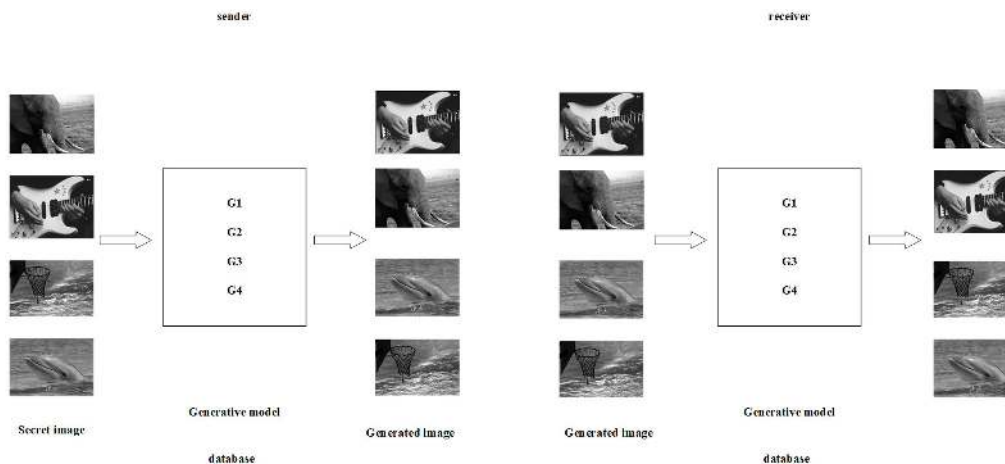 sender
receiver
G1
G2
G3
G4
G1
G2
G3
G4
Secret image
Generative model
database
Generated image
Generated image
Generative model
database